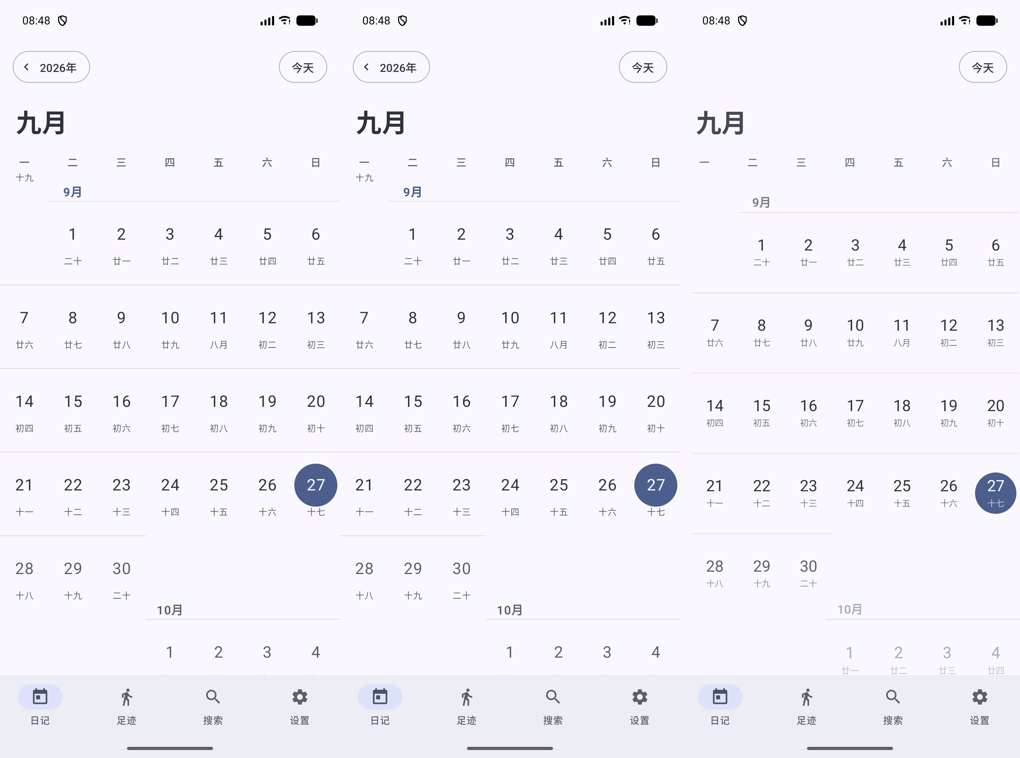 08:48
2026年
今天
九月
一 二 三 四 五 六 日
十九
9月
1 2 3 4 5 6
二十 廿一 廿二 廿三 廿四 廿五
7 8 9 10 11 12 13
廿六 廿七 廿八 廿九 八月 初二 初三
14 15 16 17 18 19 20
初四 初五 初六 初七 初八 初九 初十
21 22 23 24 25 26 27
十一 十二 十三 十四 十五 十六 十七
28 29 30
十八 十九 二十
10月
1 2 3 4
日记 足迹 搜索 设置
08:48
2026年
今天
九月
一 二 三 四 五 六 日
十九
9月
1 2 3 4 5 6
二十 廿一 廿二 廿三 廿四 廿五
7 8 9 10 11 12 13
廿六 廿七 廿八 廿九 八月 初二 初三
14 15 16 17 18 19 20
初四 初五 初六 初七 初八 初九 初十
21 22 23 24 25 26 27
十一 十二 十三 十四 十五 十六 十七
28 29 30
十八 十九 二十
10月
1 2 3 4
日记 足迹 搜索 设置
08:48
今天
九月
一 二 三 四 五 六 日
9月
1 2 3 4 5 6
二十 廿一 廿二 廿三 廿四 廿五
7 8 9 10 11 12 13
廿六 廿七 廿八 廿九 八月 初二 初三
14 15 16 17 18 19 20
初四 初五 初六 初七 初八 初九 初十
21 22 23 24 25 26 27
十一 十二 十三 十四 十五 十六 十七
28 29 30
十八 十九 二十
10月
1 2 3 4
廿一 廿二 廿三 廿四
日记 足迹 搜索 设置